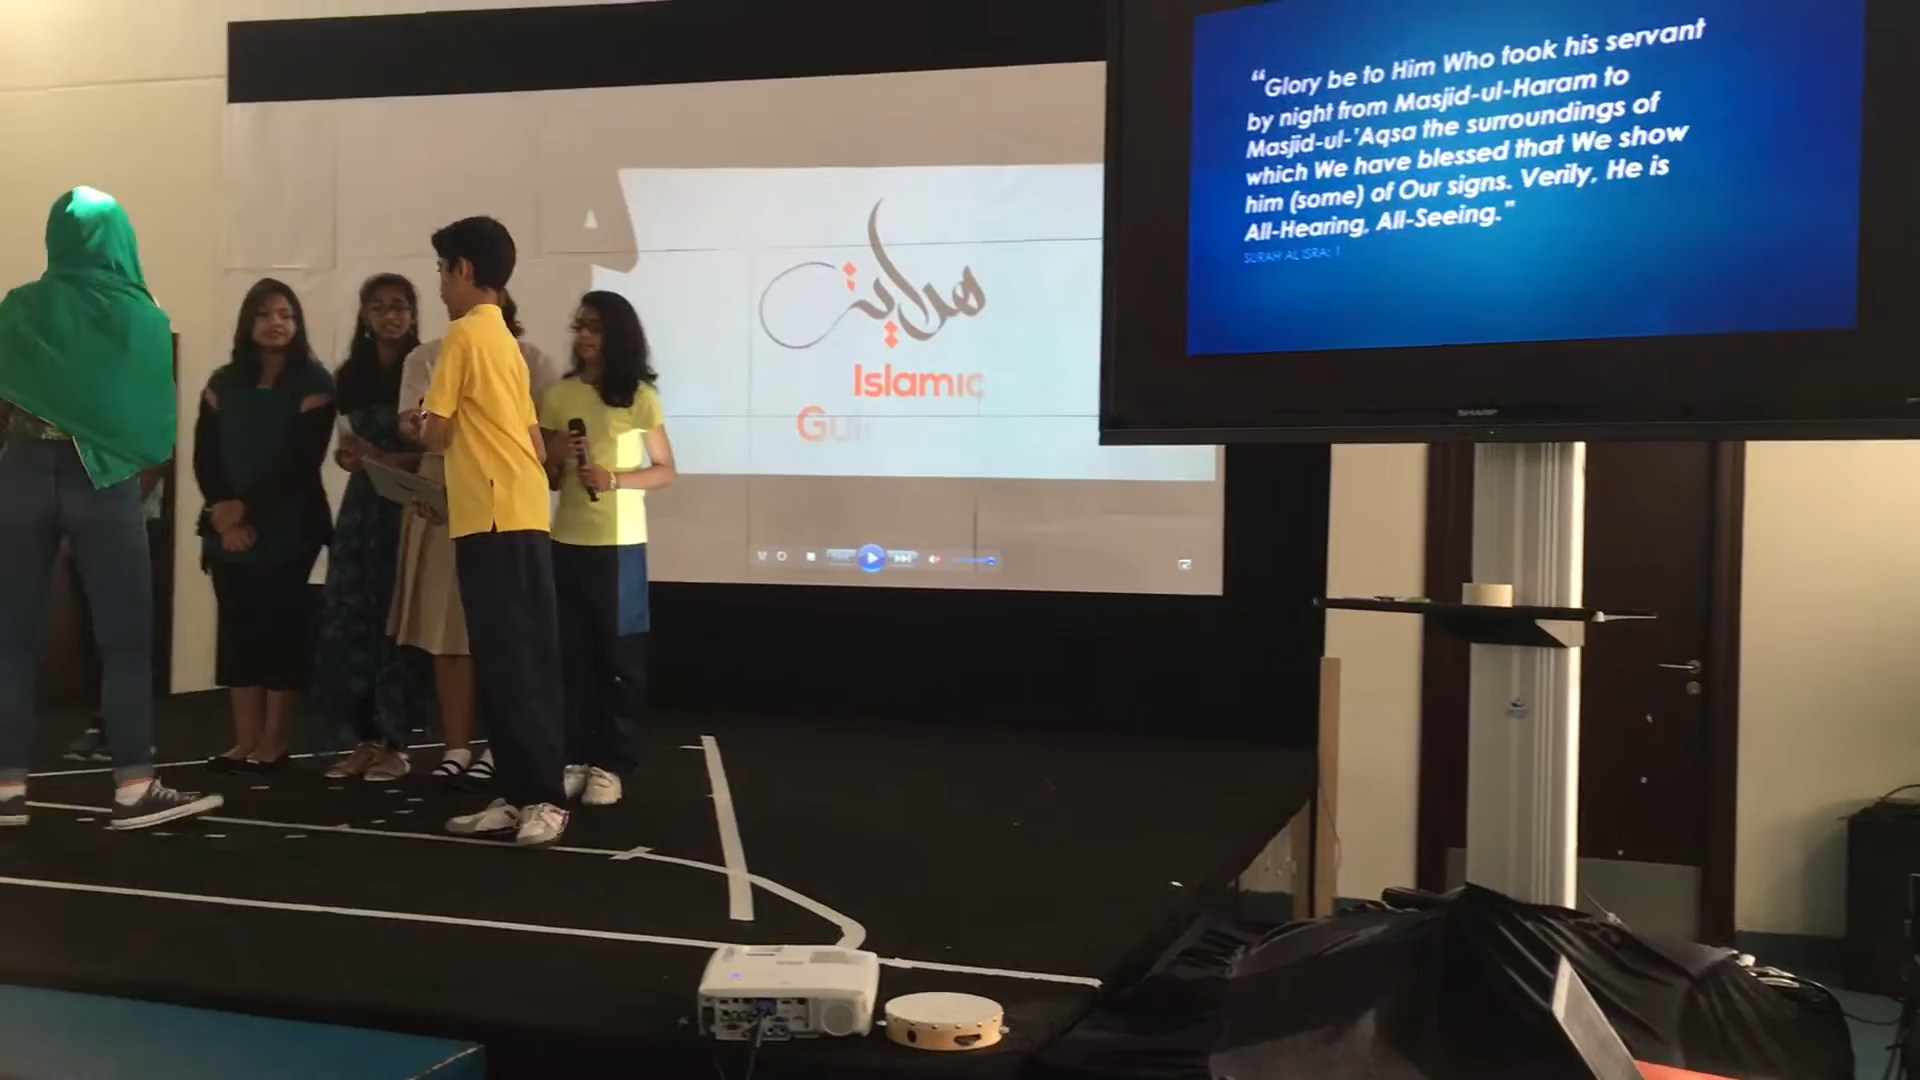 هداية
Islamic
“Glory be to Him Who took his servant
by night from Masjid-ul-Haram to
Masjid-ul-'Aqsa the surroundings of
which We have blessed that We show
him (some) of Our signs. Verily, He is
All-Hearing, All-Seeing.”
SURAH AL ISRA: 1
SHARP